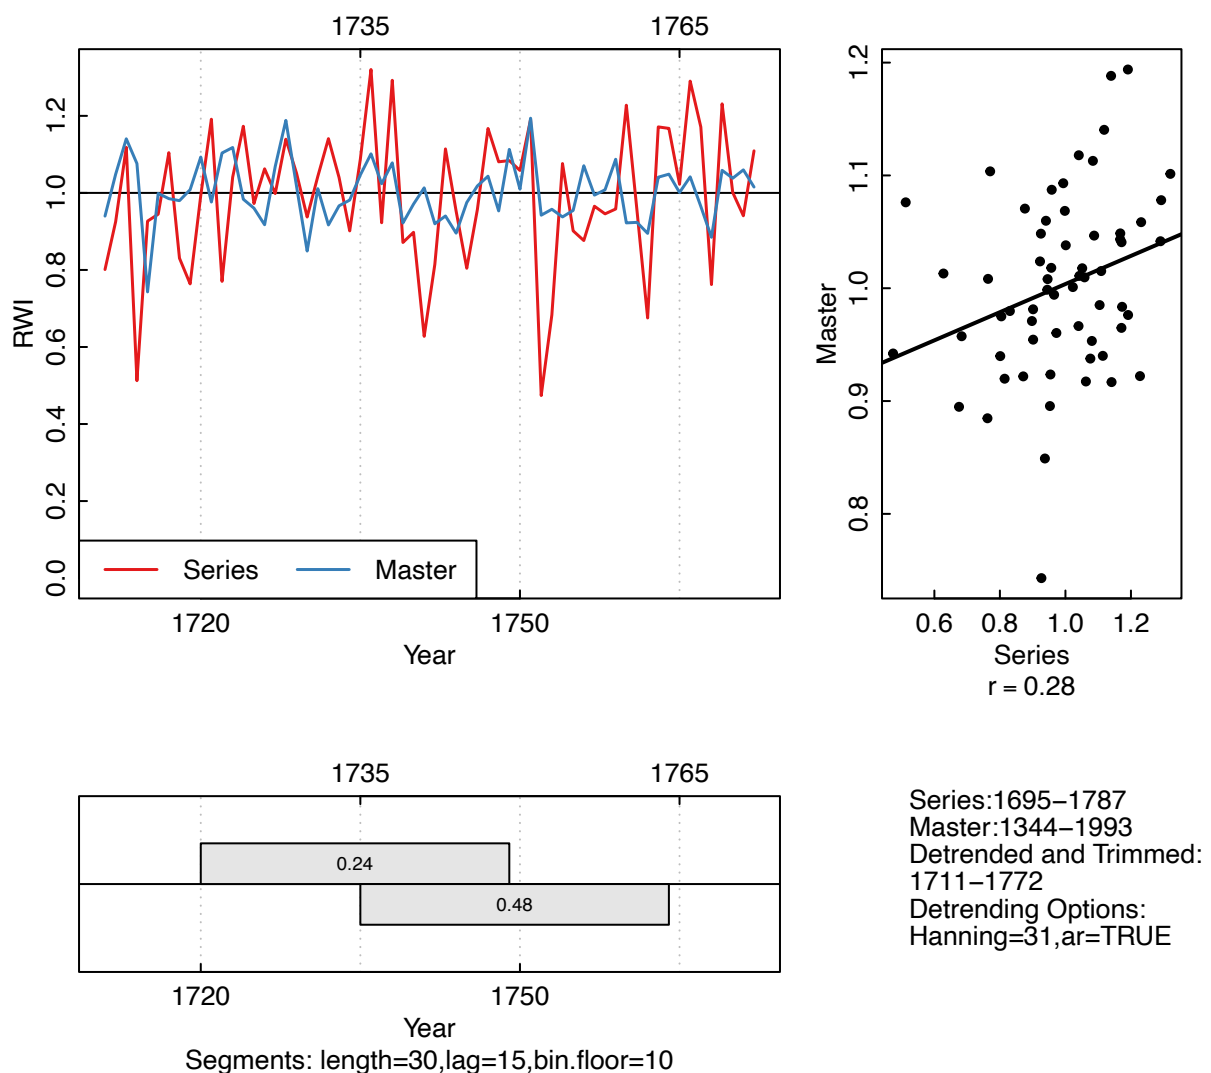 1735 1765
RWI
0.0 0.2 0.4 0.6 0.8 1.0 1.2
Series Master
1720 1750
Year
Master
0.8 0.9 1.0 1.1 1.2
0.6 0.8 1.0 1.2
Series
r = 0.28
1735 1765
0.24
0.48
1720 1750
Year
Segments: length=30,lag=15,bin.floor=10
Series:1695−1787
Master:1344−1993
Detrended and Trimmed:
1711−1772
Detrending Options:
Hanning=31,ar=TRUE